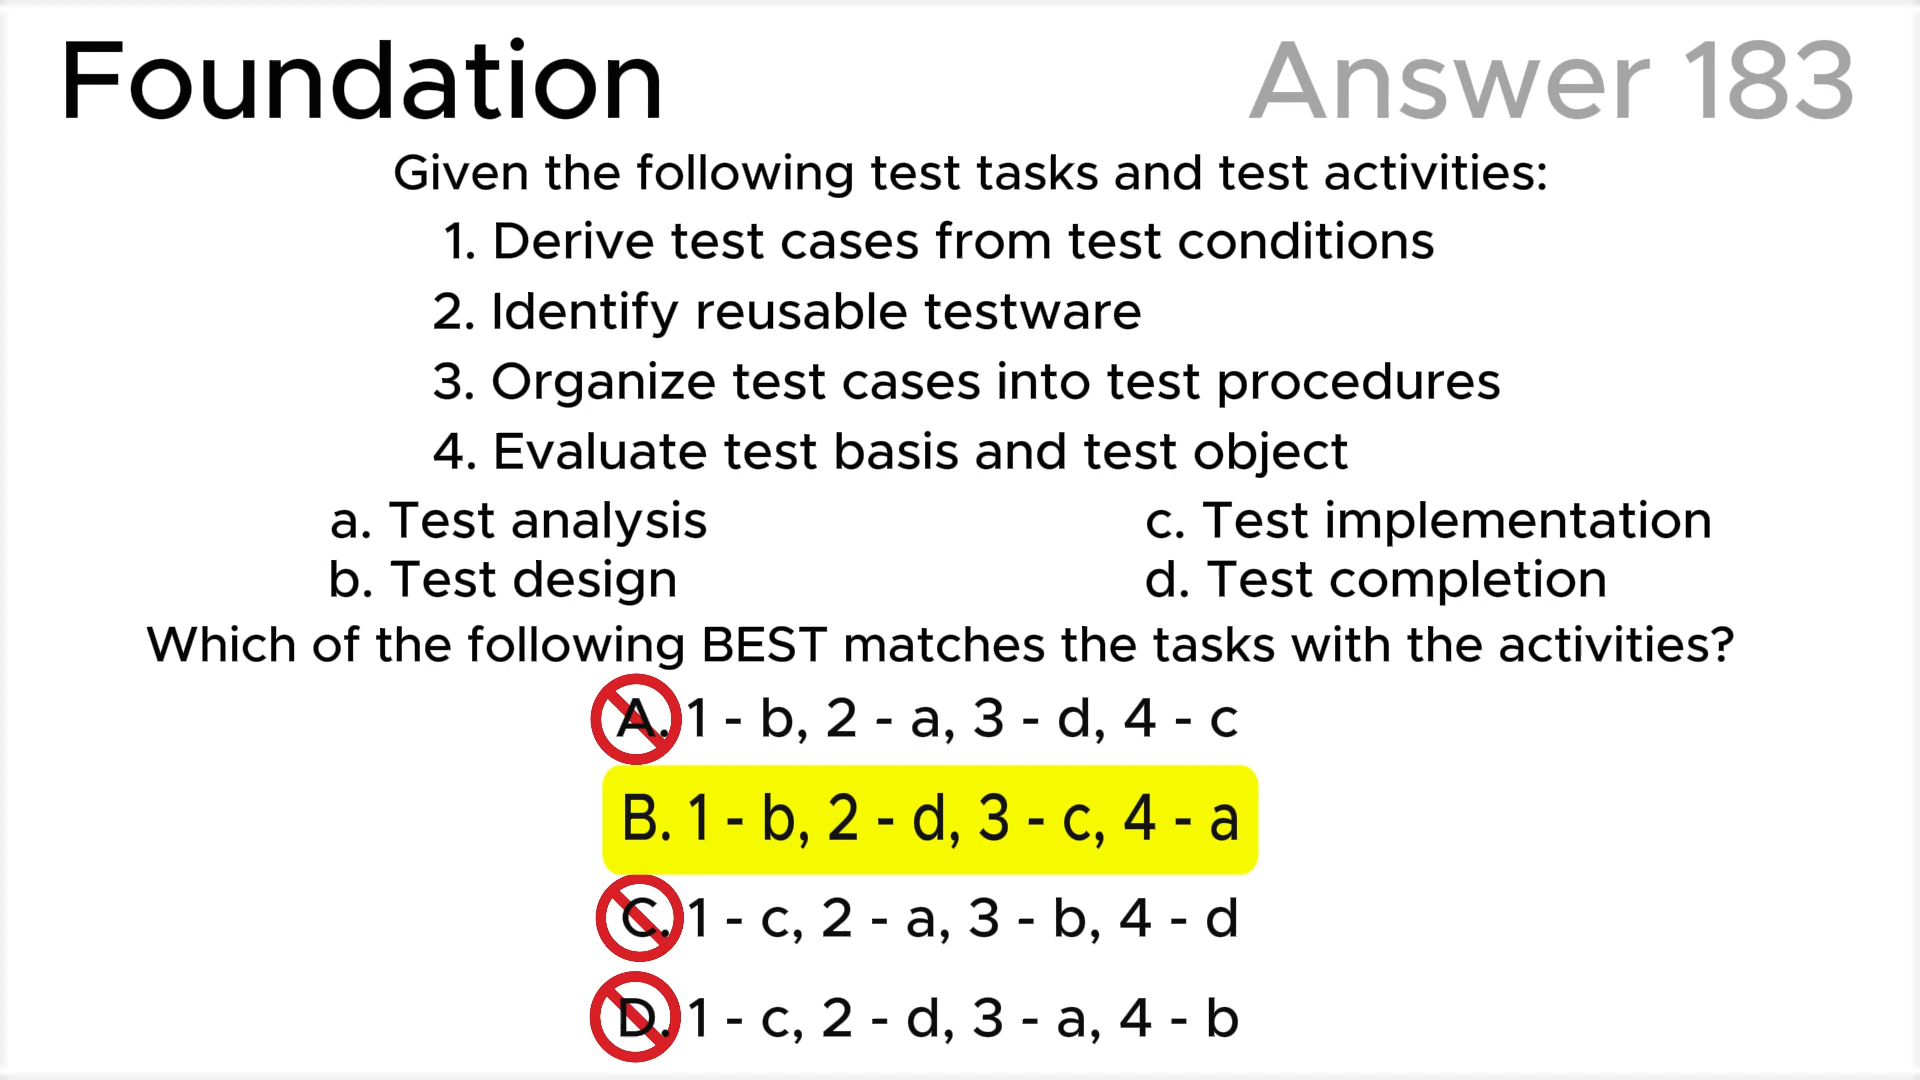 Foundation
Answer 183
Given the following test tasks and test activities:
1. Derive test cases from test conditions
2. Identify reusable testware
3. Organize test cases into test procedures
4. Evaluate test basis and test object
a. Test analysis
c. Test implementation
b. Test design
d. Test completion
Which of the following BEST matches the tasks with the activities?
A. 1 - b, 2 - a, 3 - d, 4 - c
B. 1 - b, 2 - d, 3 - c, 4 - a
C. 1 - c, 2 - a, 3 - b, 4 - d
D. 1 - c, 2 - d, 3 - a, 4 - b